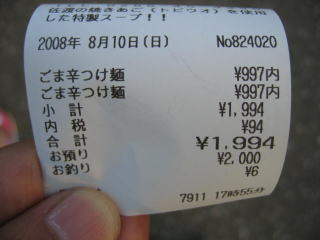 佐渡の焼きあご(トビウオ)を使用
した特製スープ!!
2008年 8月10日(日) No824020
ごま辛つけ麺 ¥997内
ごま辛つけ麺 ¥997内
小 計 ¥1,994
内 税 ¥94
合 計 ¥1,994
お預り ¥2,000
お釣り ¥6
7911 17時55分